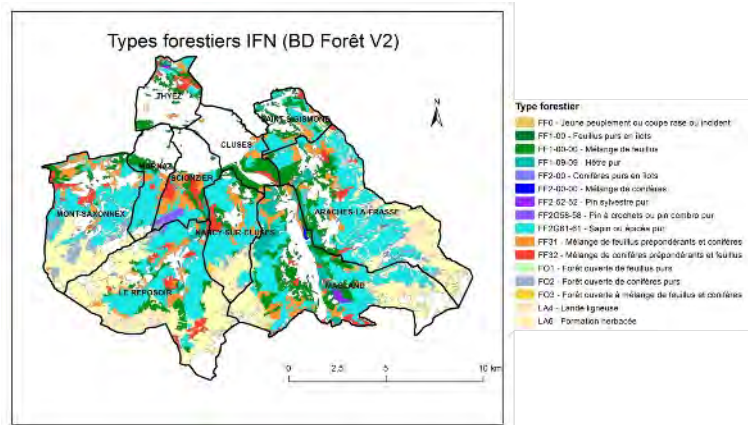 Types forestiers IFN (BD Forêt V2)
THYEZ
SAINT-SIGISMOND
CLUSES
MARNAZ
SCIONZIER
MONT-SAXONNEX
ARACHES-LA-FRASSE
NANCY-SUR-CLUSES
MAGLAND
LE REPOSOIR
N
0 2,5 5 10 km
Type forestier
FF0 - Jeune peuplement ou coupe rase ou incident
FF1-00 - Feuillus purs en îlots
FF1-00-00 - Mélange de feuillus
FF1-09-09 - Hêtre pur
FF2-00 - Conifères purs en îlots
FF2-00-00 - Mélange de conifères
FF2-52-52 - Pin sylvestre pur
FF2G58-58 - Pin à crochets ou pin cembro pur
FF2G61-61 - Sapin ou épicéa pur
FF31 - Mélange de feuillus prépondérants et conifères
FF32 - Mélange de conifères prépondérants et feuillus
FO1 - Forêt ouverte de feuillus purs
FO2 - Forêt ouverte de conifères purs
FO3 - Forêt ouverte à mélange de feuillus et conifères
LA4 - Lande ligneuse
LA6 - Formation herbacée